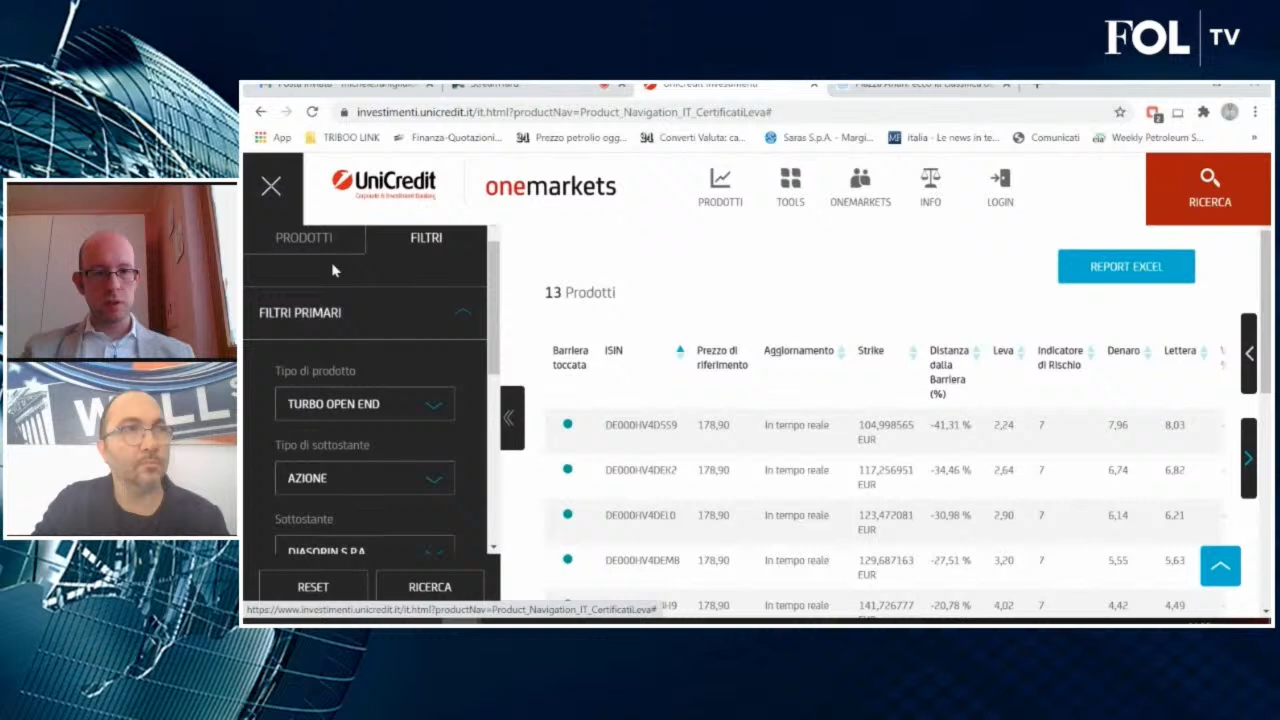 FOL TV
UniCredit Investimenti
investimenti.unicredit.it/it.html?productNav=Product_Navigation_IT_CertificatiLeva#
App
TRIBOO LINK
Finanza-Quotazioni...
Prezzo petrolio ogg...
Converti Valuta: ca...
Saras S.p.A. - Margi...
italia - Le news in te...
Comunicati
Weekly Petroleum S...
UniCredit
Corporate & Investment Banking
onemarkets
PRODOTTI
TOOLS
ONEMARKETS
INFO
LOGIN
RICERCA
PRODOTTI
FILTRI
FILTRI PRIMARI
Tipo di prodotto
TURBO OPEN END
Tipo di sottostante
AZIONE
Sottostante
DIASORIN S.P.A.
RESET
RICERCA
https://www.investimenti.unicredit.it/it.html?productNav=Product_Navigation_IT_CertificatiLeva#
REPORT EXCEL
13 Prodotti
Barriera toccata ISIN Prezzo di riferimento Aggiornamento Strike Distanza dalla Barriera (%) Leva Indicatore di Rischio Denaro Lettera
DE000HV4D5S9 178,90 In tempo reale 104,998565 EUR -41,31 % 2,24 7 7,96 8,03
DE000HV4DEK2 178,90 In tempo reale 117,256951 EUR -34,46 % 2,64 7 6,74 6,82
DE000HV4DEL0 178,90 In tempo reale 123,472081 EUR -30,98 % 2,90 7 6,14 6,21
DE000HV4DEM8 178,90 In tempo reale 129,687163 EUR -27,51 % 3,20 7 5,55 5,63
178,90 In tempo reale 141,726777 -20,78 % 4,02 7 4,42 4,49
WALL